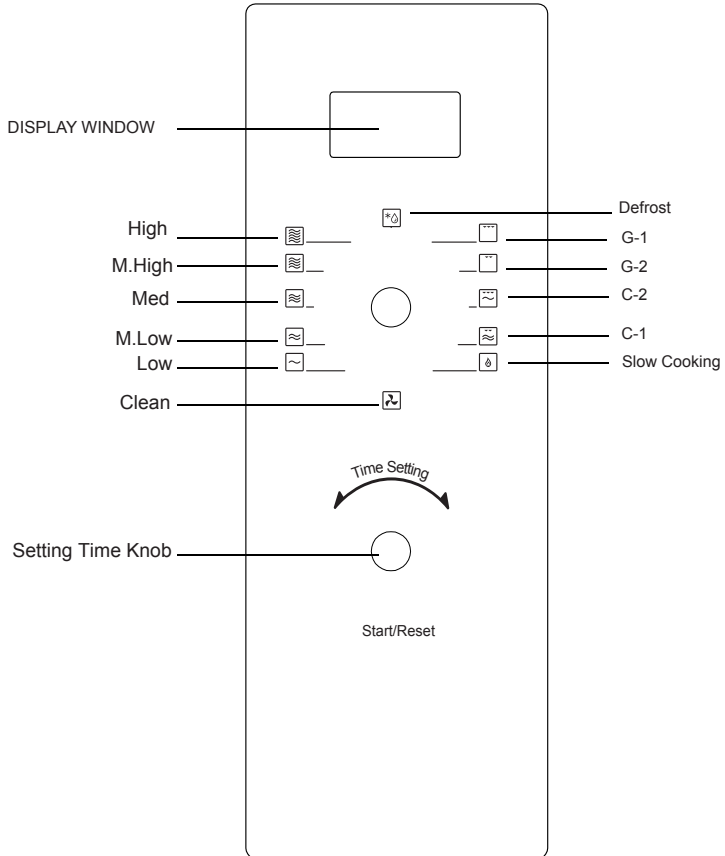 DISPLAY WINDOW
High
M.High
Med
M.Low
Low
Clean
Defrost
G-1
G-2
C-2
C-1
Slow Cooking
Time Setting
Setting Time Knob
Start/Reset